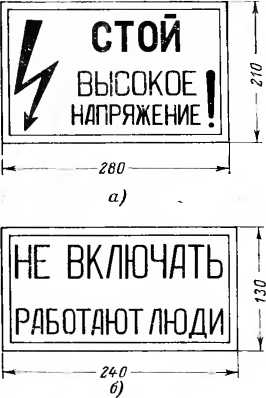 СТОЙ
ВЫСОКОЕ
НАПРЯЖЕНИЕ!
210
280
а)
НЕ ВКЛЮЧАТЬ
РАБОТАЮТ ЛЮДИ
130
240
б)